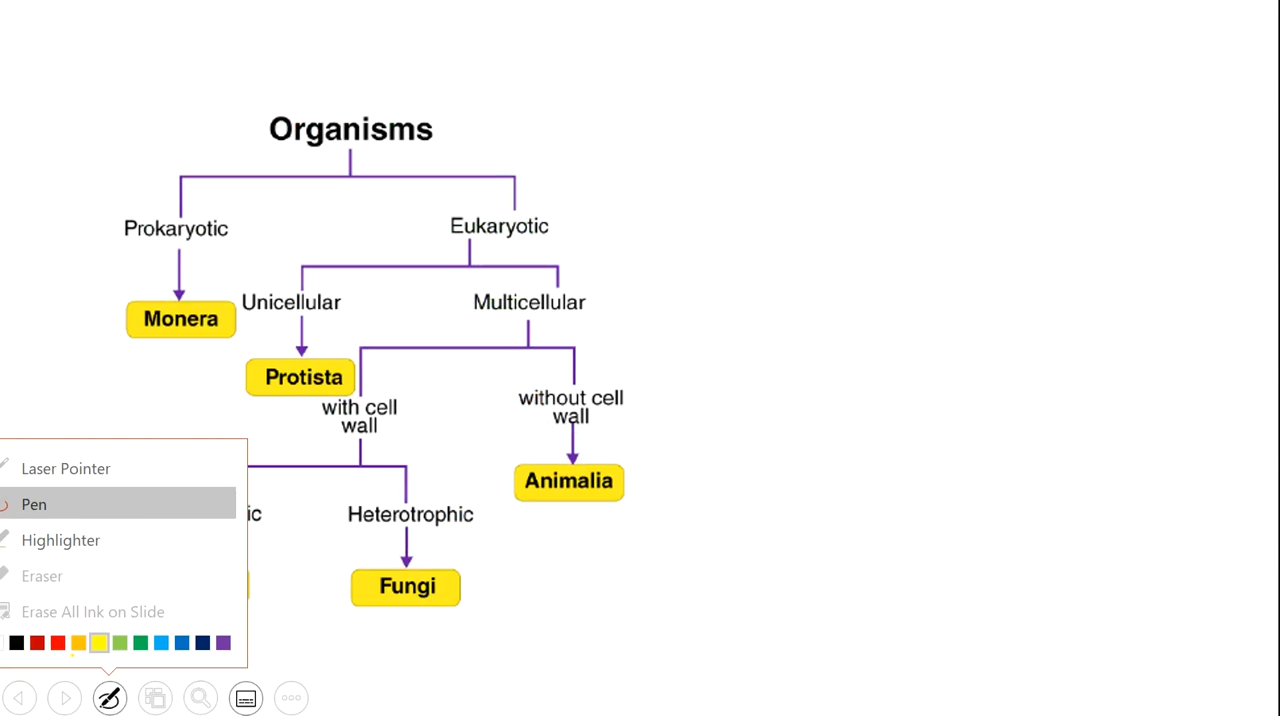 Organisms
Prokaryotic
Eukaryotic
Monera
Unicellular
Multicellular
Protista
with cell
wall
without cell
wall
Animalia
ic
Heterotrophic
Fungi
Laser Pointer
Pen
Highlighter
Eraser
Erase All Ink on Slide